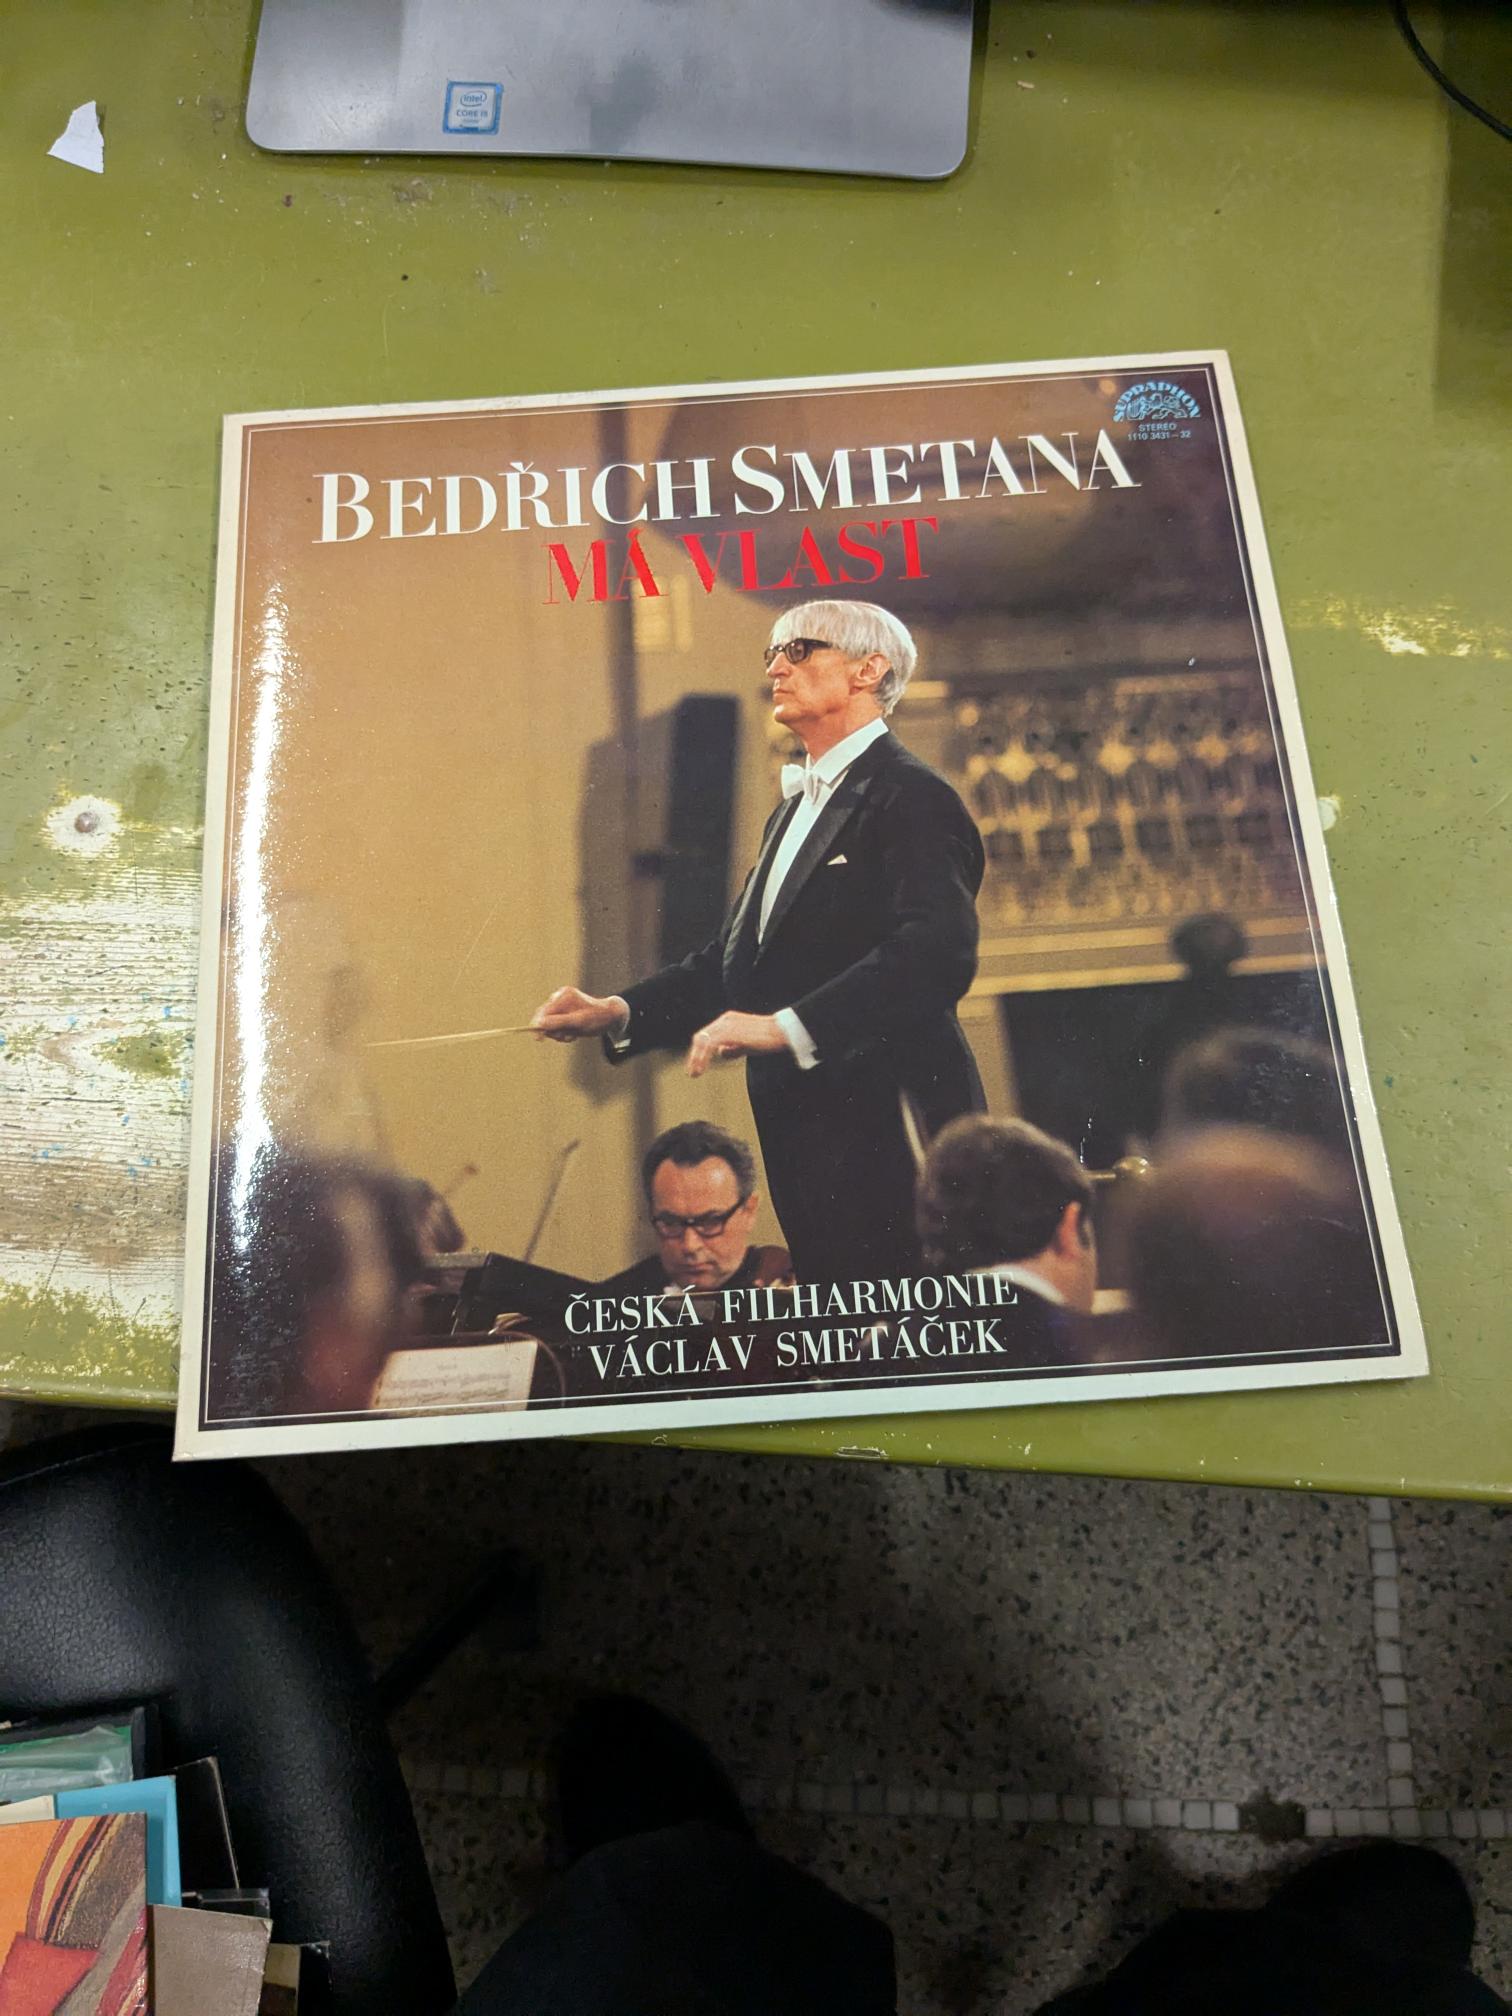 intel
CORE i5
SUPRAPHON
STEREO
1110 3431-32
BEDŘICH SMETANA
MÁ VLAST
ČESKÁ FILHARMONIE
VÁCLAV SMETÁČEK